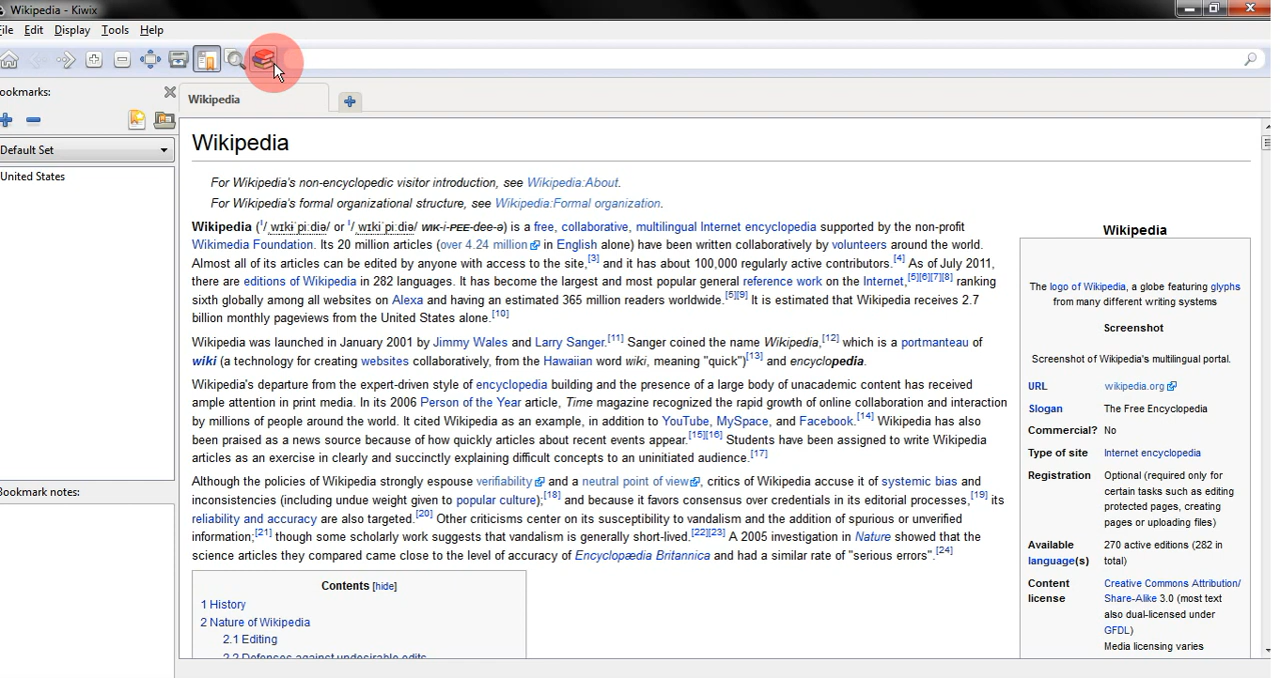 Wikipedia - Kiwix
File Edit Display Tools Help
ookmarks:
Wikipedia
Default Set
United States
Bookmark notes:
Wikipedia
For Wikipedia's non-encyclopedic visitor introduction, see Wikipedia:About.
For Wikipedia's formal organizational structure, see Wikipedia:Formal organization.
Wikipedia (ⁱ/ˌwɪkiˈpiːdiə/ or ⁱ/ˌwɪkiˈpiːdiə/ WIK-i-PEE-dee-ə) is a free, collaborative, multilingual Internet encyclopedia supported by the non-profit
Wikimedia Foundation. Its 20 million articles (over 4.24 million in English alone) have been written collaboratively by volunteers around the world.
Almost all of its articles can be edited by anyone with access to the site,[3] and it has about 100,000 regularly active contributors.[4] As of July 2011,
there are editions of Wikipedia in 282 languages. It has become the largest and most popular general reference work on the Internet,[5][6][7][8] ranking
sixth globally among all websites on Alexa and having an estimated 365 million readers worldwide.[5][9] It is estimated that Wikipedia receives 2.7
billion monthly pageviews from the United States alone.[10]
Wikipedia was launched in January 2001 by Jimmy Wales and Larry Sanger.[11] Sanger coined the name Wikipedia,[12] which is a portmanteau of
wiki (a technology for creating websites collaboratively, from the Hawaiian word wiki, meaning "quick")[13] and encyclopedia.
Wikipedia's departure from the expert-driven style of encyclopedia building and the presence of a large body of unacademic content has received
ample attention in print media. In its 2006 Person of the Year article, Time magazine recognized the rapid growth of online collaboration and interaction
by millions of people around the world. It cited Wikipedia as an example, in addition to YouTube, MySpace, and Facebook.[14] Wikipedia has also
been praised as a news source because of how quickly articles about recent events appear.[15][16] Students have been assigned to write Wikipedia
articles as an exercise in clearly and succinctly explaining difficult concepts to an uninitiated audience.[17]
Although the policies of Wikipedia strongly espouse verifiability and a neutral point of view, critics of Wikipedia accuse it of systemic bias and
inconsistencies (including undue weight given to popular culture);[18] and because it favors consensus over credentials in its editorial processes,[19] its
reliability and accuracy are also targeted.[20] Other criticisms center on its susceptibility to vandalism and the addition of spurious or unverified
information;[21] though some scholarly work suggests that vandalism is generally short-lived.[22][23] A 2005 investigation in Nature showed that the
science articles they compared came close to the level of accuracy of Encyclopædia Britannica and had a similar rate of "serious errors".[24]
Contents [hide]
1 History
2 Nature of Wikipedia
2.1 Editing
2.2 Defenses against undesirable edits
Wikipedia
The logo of Wikipedia, a globe featuring glyphs
from many different writing systems
Screenshot
Screenshot of Wikipedia's multilingual portal.
URL wikipedia.org
Slogan The Free Encyclopedia
Commercial? No
Type of site Internet encyclopedia
Registration Optional (required only for
certain tasks such as editing
protected pages, creating
pages or uploading files)
Available 270 active editions (282 in
language(s) total)
Content Creative Commons Attribution/
license Share-Alike 3.0 (most text
also dual-licensed under
GFDL)
Media licensing varies